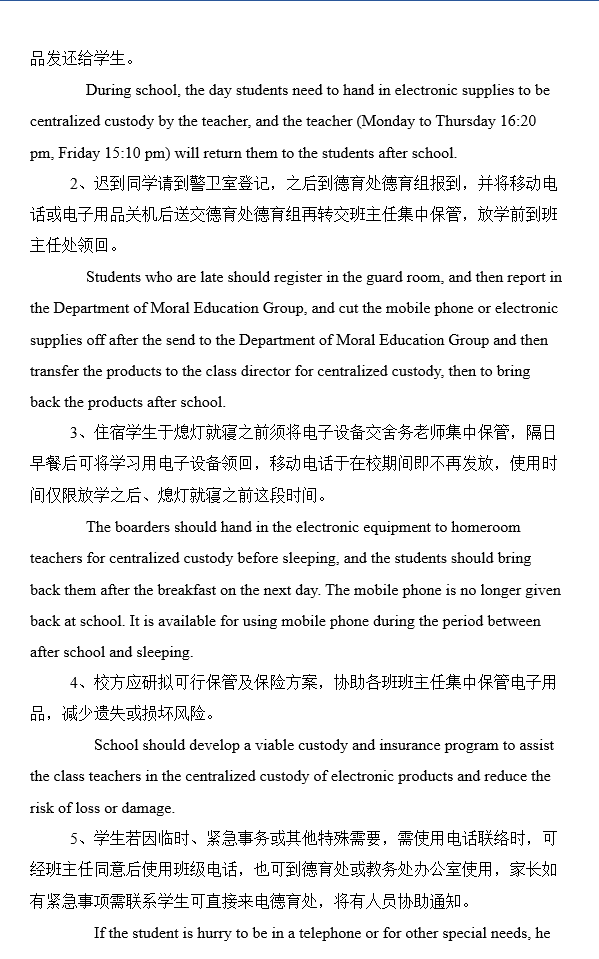 品发还给学生。
During school, the day students need to hand in electronic supplies to be
centralized custody by the teacher, and the teacher (Monday to Thursday 16:20
pm, Friday 15:10 pm) will return them to the students after school.
2、迟到同学请到警卫室登记，之后到德育处德育组报到，并将移动电
话或电子用品关机后送交德育处德育组再转交班主任集中保管，放学前到班
主任处领回。
Students who are late should register in the guard room, and then report in
the Department of Moral Education Group, and cut the mobile phone or electronic
supplies off after the send to the Department of Moral Education Group and then
transfer the products to the class director for centralized custody, then to bring
back the products after school.
3、住宿学生于熄灯就寝之前须将电子设备交舍务老师集中保管，隔日
早餐后可将学习用电子设备领回，移动电话于在校期间即不再发放，使用时
间仅限放学之后、熄灯就寝之前这段时间。
The boarders should hand in the electronic equipment to homeroom
teachers for centralized custody before sleeping, and the students should bring
back them after the breakfast on the next day. The mobile phone is no longer given
back at school. It is available for using mobile phone during the period between
after school and sleeping.
4、校方应研拟可行保管及保险方案，协助各班班主任集中保管电子用
品，减少遗失或损坏风险。
School should develop a viable custody and insurance program to assist
the class teachers in the centralized custody of electronic products and reduce the
risk of loss or damage.
5、学生若因临时、紧急事务或其他特殊需要，需使用电话联络时，可
经班主任同意后使用班级电话，也可到德育处或教务处办公室使用，家长如
有紧急事项需联系学生可直接来电德育处，将有人员协助通知。
If the student is hurry to be in a telephone or for other special needs, he